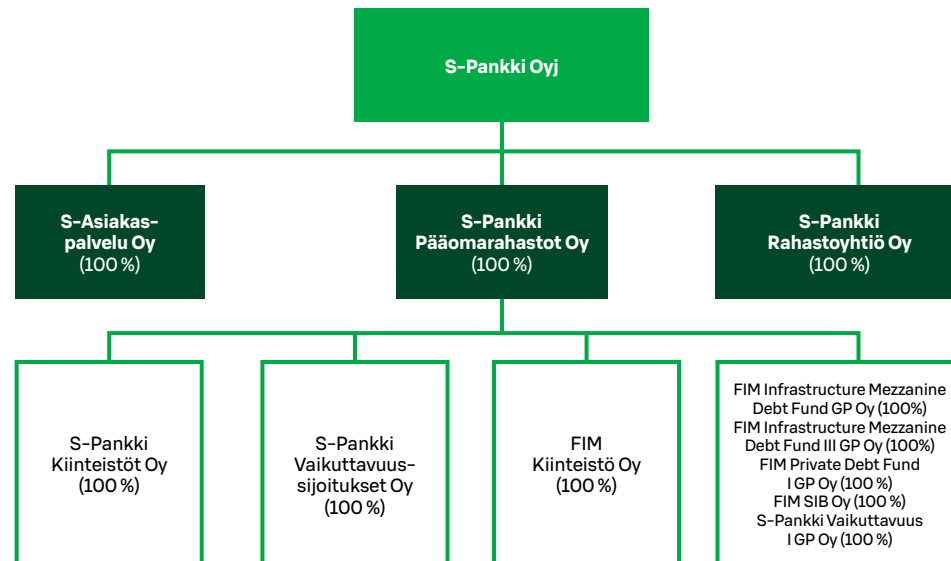 S-Pankki Oyj
S-Asiakas-
palvelu Oy
(100 %)
S-Pankki
Pääomarahastot Oy
(100 %)
S-Pankki
Rahastoyhtiö Oy
(100 %)
S-Pankki
Kiinteistöt Oy
(100 %)
S-Pankki
Vaikuttavuus-
sijoitukset Oy
(100 %)
FIM
Kiinteistö Oy
(100 %)
FIM Infrastructure Mezzanine
Debt Fund GP Oy (100%)
FIM Infrastructure Mezzanine
Debt Fund III GP Oy (100%)
FIM Private Debt Fund
I GP Oy (100 %)
FIM SIB Oy (100 %)
S-Pankki Vaikuttavuus
I GP Oy (100 %)